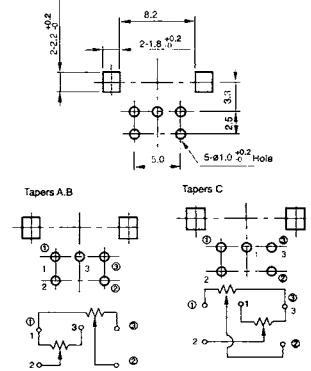 8.2
2-1.8 +0.2 -0
2-2.2 +0.2 -0
3.3
2.5
5.0
5-ø1.0 +0.2 -0 Hole
Tapers A.B
Tapers C
① 1 3 ③
2 ②
① ③
1 3
2 ②
① 1 ③ 3
2 ②
① 1 ③ 3
2 ②